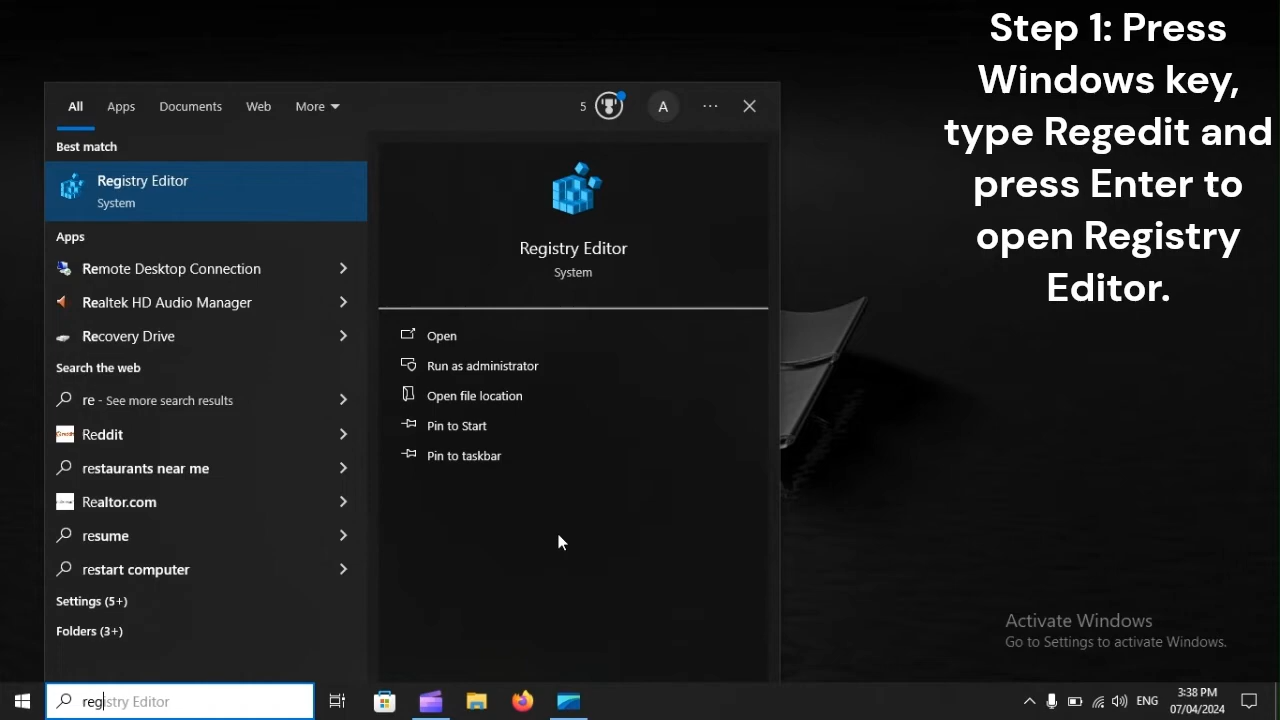 Step 1: Press
Windows key,
type Regedit and
press Enter to
open Registry
Editor.
All Apps Documents Web More 5 A ...
Best match
Registry Editor
System
Apps
Remote Desktop Connection
Realtek HD Audio Manager
Recovery Drive
Search the web
re - See more search results
Reddit
restaurants near me
Realtor.com
resume
restart computer
Settings (5+)
Folders (3+)
Registry Editor
System
Open
Run as administrator
Open file location
Pin to Start
Pin to taskbar
Activate Windows
Go to Settings to activate Windows.
registry Editor
ENG
3:38 PM
07/04/2024